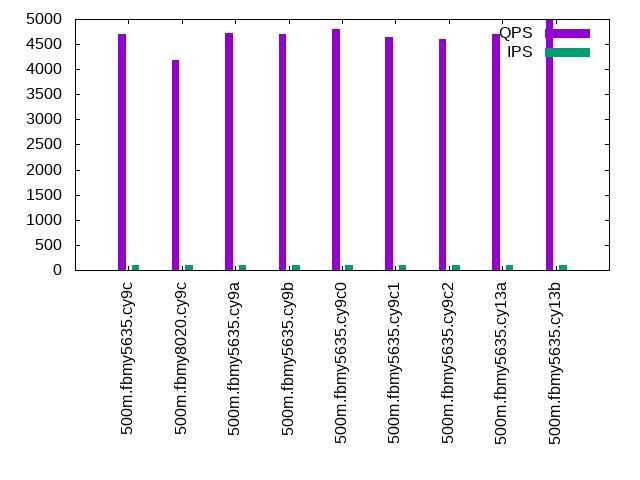 5000
4500
4000
3500
3000
2500
2000
1500
1000
500
0
QPS
IPS
500m.fbmy5635.cy9c
500m.fbmy8020.cy9c
500m.fbmy5635.cy9a
500m.fbmy5635.cy9b
500m.fbmy5635.cy9c0
500m.fbmy5635.cy9c1
500m.fbmy5635.cy9c2
500m.fbmy5635.cy13a
500m.fbmy5635.cy13b